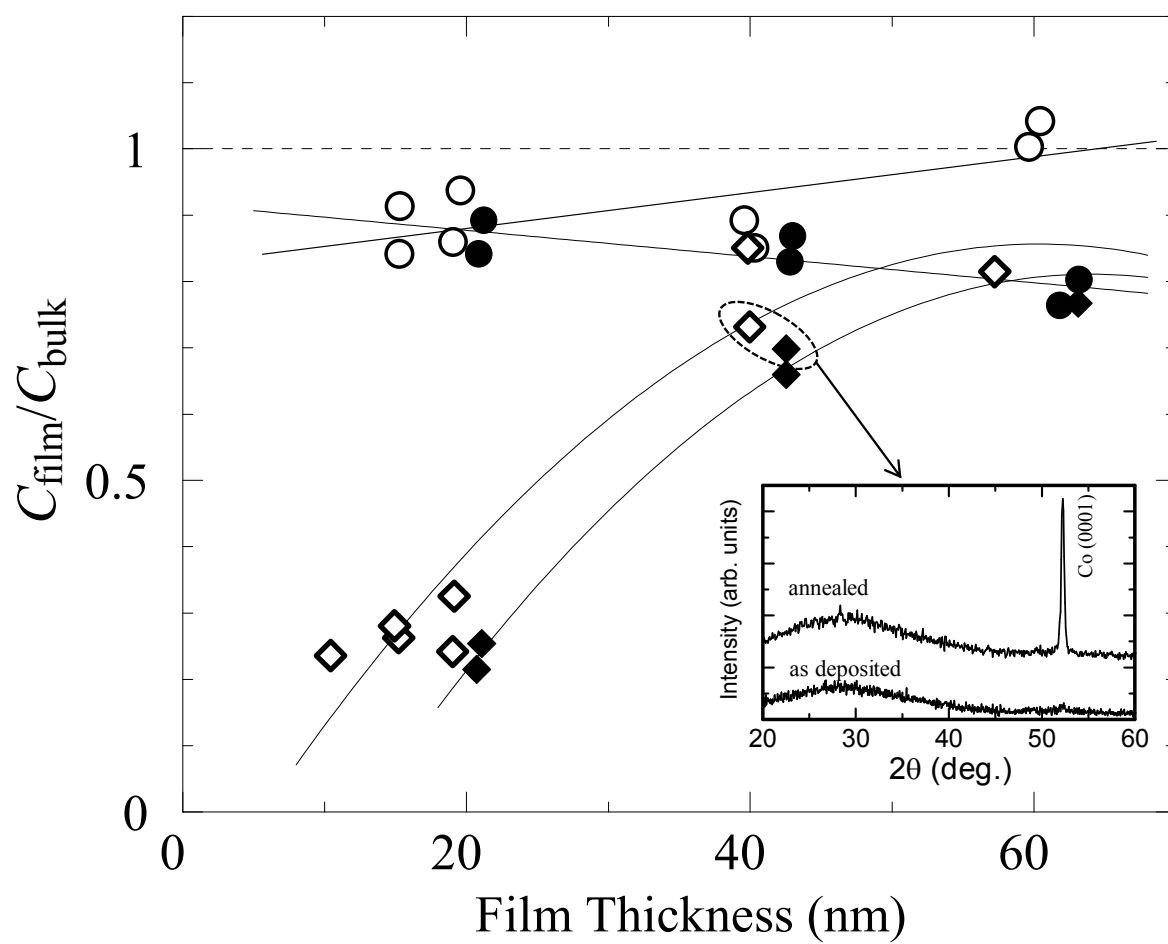 1
0.5
0
0 20 40 60
Film Thickness (nm)
C_film/C_bulk
Intensity (arb. units)
annealed
as deposited
Co (0001)
20 30 40 50 60
2θ (deg.)